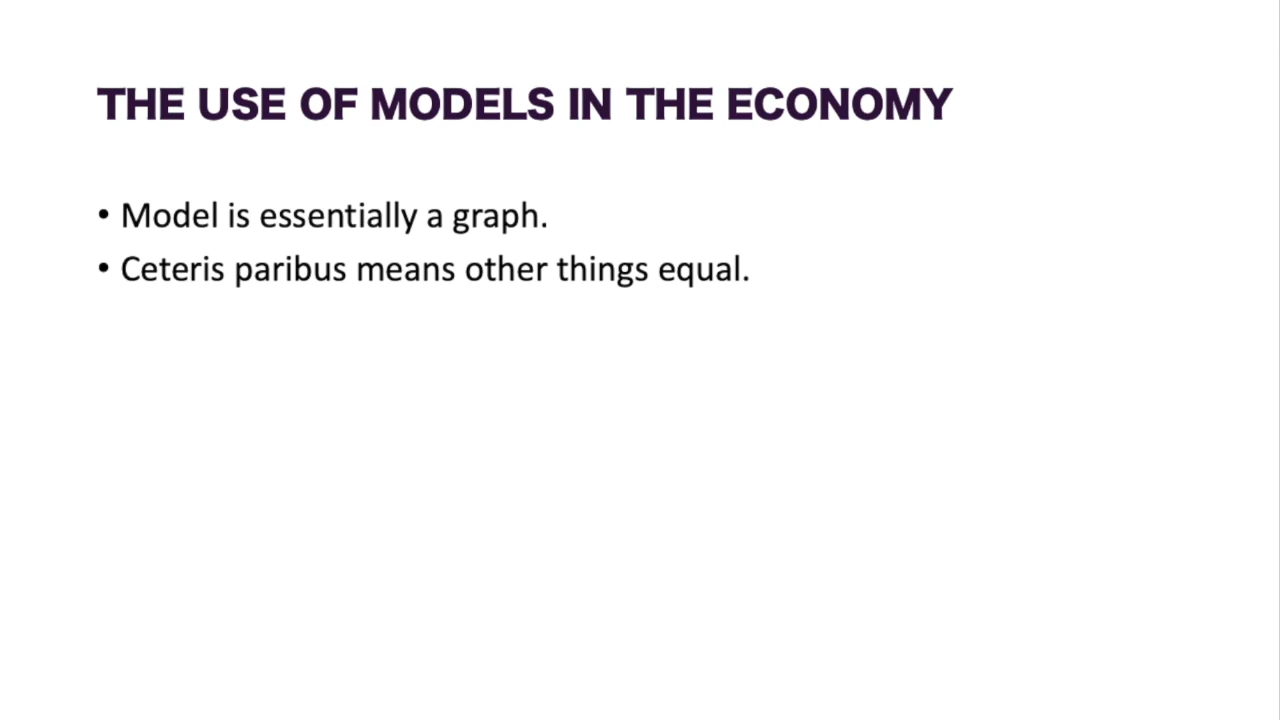 THE USE OF MODELS IN THE ECONOMY
• Model is essentially a graph.
• Ceteris paribus means other things equal.